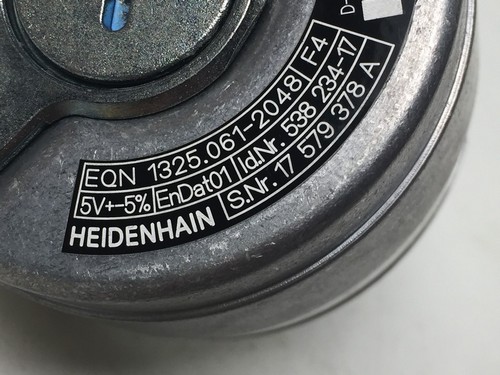 EQN 1325.061-2048 F4
5V+-5% EnDat01 Id.Nr. 538 234-17
HEIDENHAIN S.Nr. 17 579 378 A
D-